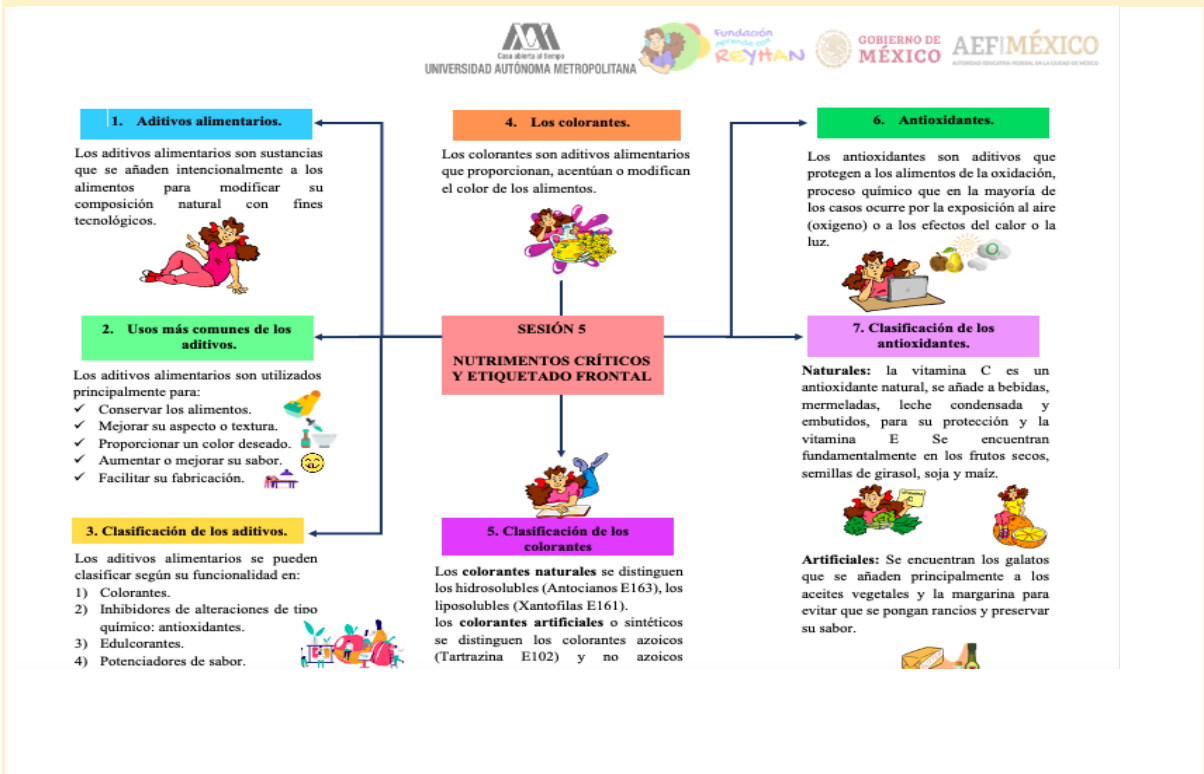 Casa abierta al tiempo
UNIVERSIDAD AUTÓNOMA METROPOLITANA
Fundación
aprende con
REYHAN
GOBIERNO DE
MÉXICO
AEFMÉXICO
AUTORIDAD EDUCATIVA FEDERAL EN LA CIUDAD DE MÉXICO
1. Aditivos alimentarios.
Los aditivos alimentarios son sustancias
que se añaden intencionalmente a los
alimentos para modificar su
composición natural con fines
tecnológicos.
2. Usos más comunes de los
aditivos.
Los aditivos alimentarios son utilizados
principalmente para:
✓ Conservar los alimentos.
✓ Mejorar su aspecto o textura.
✓ Proporcionar un color deseado.
✓ Aumentar o mejorar su sabor.
✓ Facilitar su fabricación.
3. Clasificación de los aditivos.
Los aditivos alimentarios se pueden
clasificar según su funcionalidad en:
1) Colorantes.
2) Inhibidores de alteraciones de tipo
químico: antioxidantes.
3) Edulcorantes.
4) Potenciadores de sabor.
4. Los colorantes.
Los colorantes son aditivos alimentarios
que proporcionan, acentúan o modifican
el color de los alimentos.
SESIÓN 5
NUTRIMENTOS CRÍTICOS
Y ETIQUETADO FRONTAL
5. Clasificación de los
colorantes
Los colorantes naturales se distinguen
los hidrosolubles (Antocianos E163), los
liposolubles (Xantofilas E161).
los colorantes artificiales o sintéticos
se distinguen los colorantes azoicos
(Tartrazina E102) y no azoicos
6. Antioxidantes.
Los antioxidantes son aditivos que
protegen a los alimentos de la oxidación,
proceso químico que en la mayoría de
los casos ocurre por la exposición al aire
(oxigeno) o a los efectos del calor o la
luz.
7. Clasificación de los
antioxidantes.
Naturales: la vitamina C es un
antioxidante natural, se añade a bebidas,
mermeladas, leche condensada y
embutidos, para su protección y la
vitamina E Se encuentran
fundamentalmente en los frutos secos,
semillas de girasol, soja y maíz.
Artificiales: Se encuentran los galatos
que se añaden principalmente a los
aceites vegetales y la margarina para
evitar que se pongan rancios y preservar
su sabor.